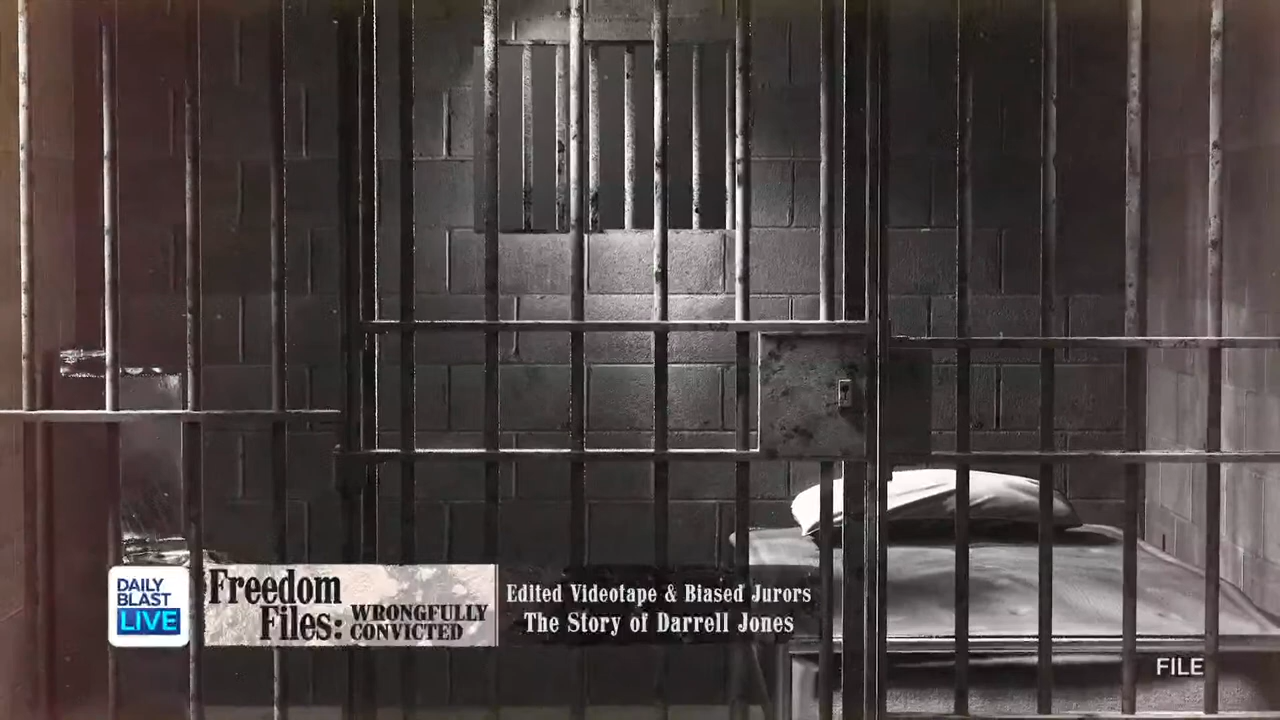 DAILY
BLAST
LIVE
Freedom
Files: WRONGFULLY
CONVICTED
Edited Videotape & Biased Jurors
The Story of Darrell Jones
FILE